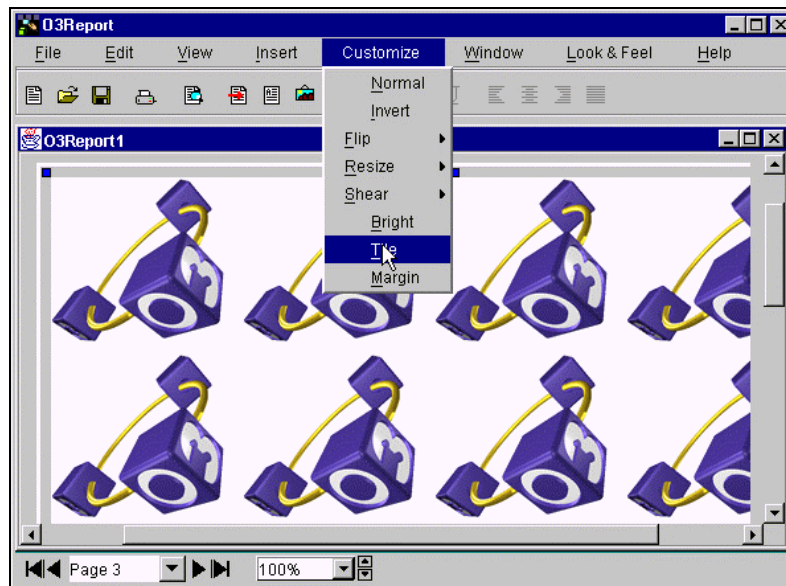 O3Report
File Edit View Insert Customize Window Look & Feel Help
Normal
Invert
Flip
Resize
Shear
Bright
Tile
Margin
O3Report1
Page 3 100%